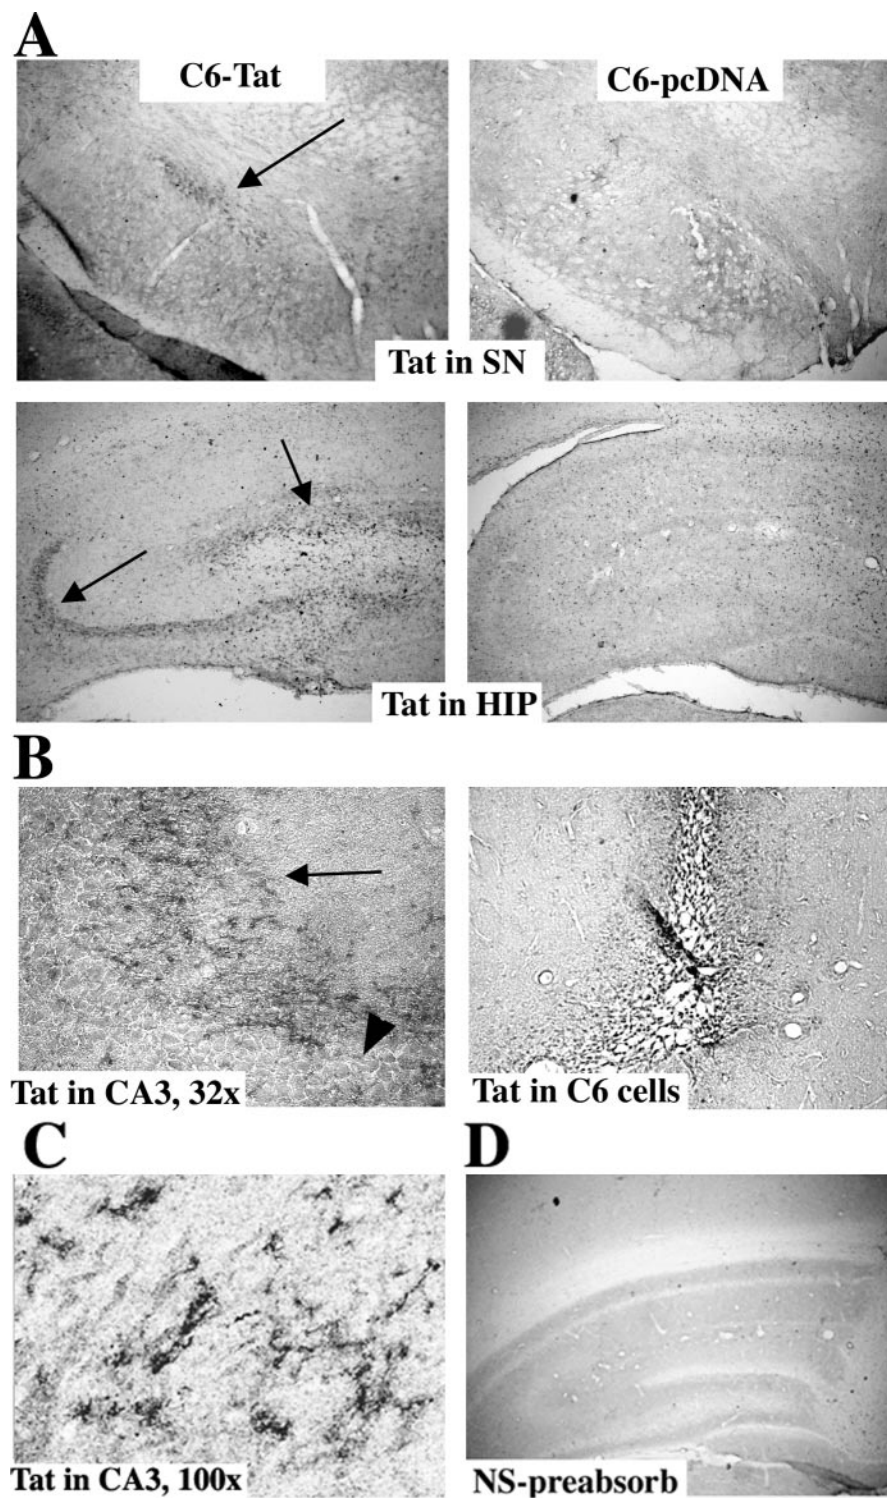 A
C6-Tat
C6-pcDNA
Tat in SN
Tat in HIP
B
Tat in CA3, 32x
Tat in C6 cells
C
D
Tat in CA3, 100x
NS-preabsorb